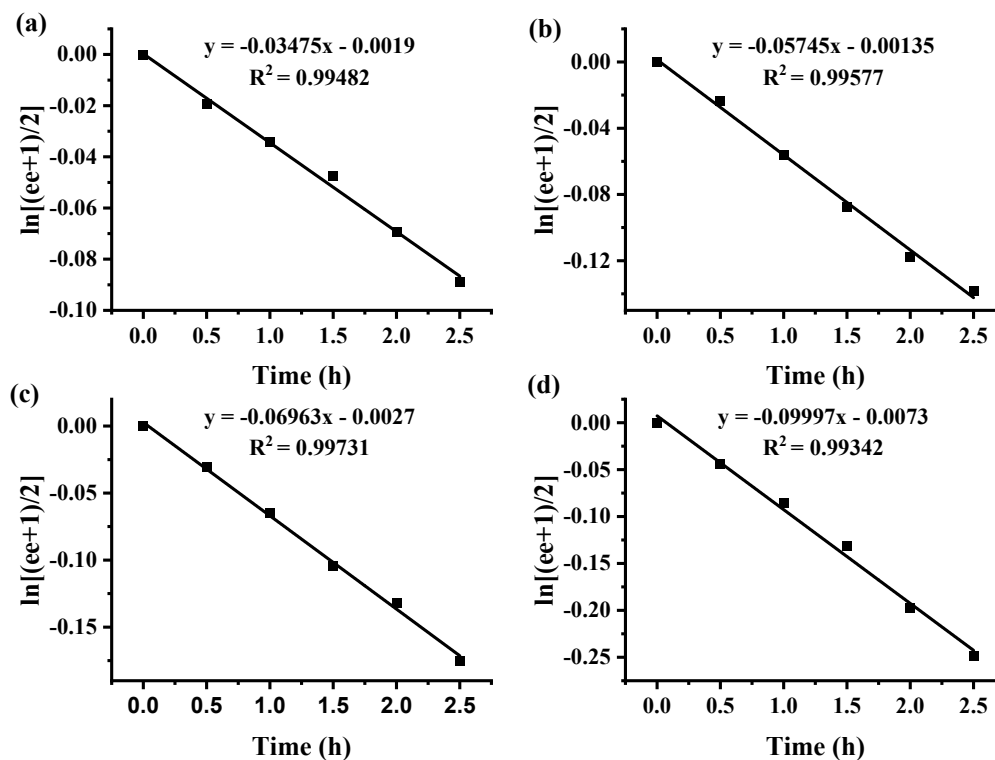 (a)
y = -0.03475x - 0.0019
R² = 0.99482
ln[(ee+1)/2]
0.00
-0.02
-0.04
-0.06
-0.08
-0.10
0.0 0.5 1.0 1.5 2.0 2.5
Time (h)
(b)
y = -0.05745x - 0.00135
R² = 0.99577
ln[(ee+1)/2]
0.00
-0.04
-0.08
-0.12
0.0 0.5 1.0 1.5 2.0 2.5
Time (h)
(c)
y = -0.06963x - 0.0027
R² = 0.99731
ln[(ee+1)/2]
0.00
-0.05
-0.10
-0.15
0.0 0.5 1.0 1.5 2.0 2.5
Time (h)
(d)
y = -0.09997x - 0.0073
R² = 0.99342
ln[(ee+1)/2]
0.00
-0.05
-0.10
-0.15
-0.20
-0.25
0.0 0.5 1.0 1.5 2.0 2.5
Time (h)